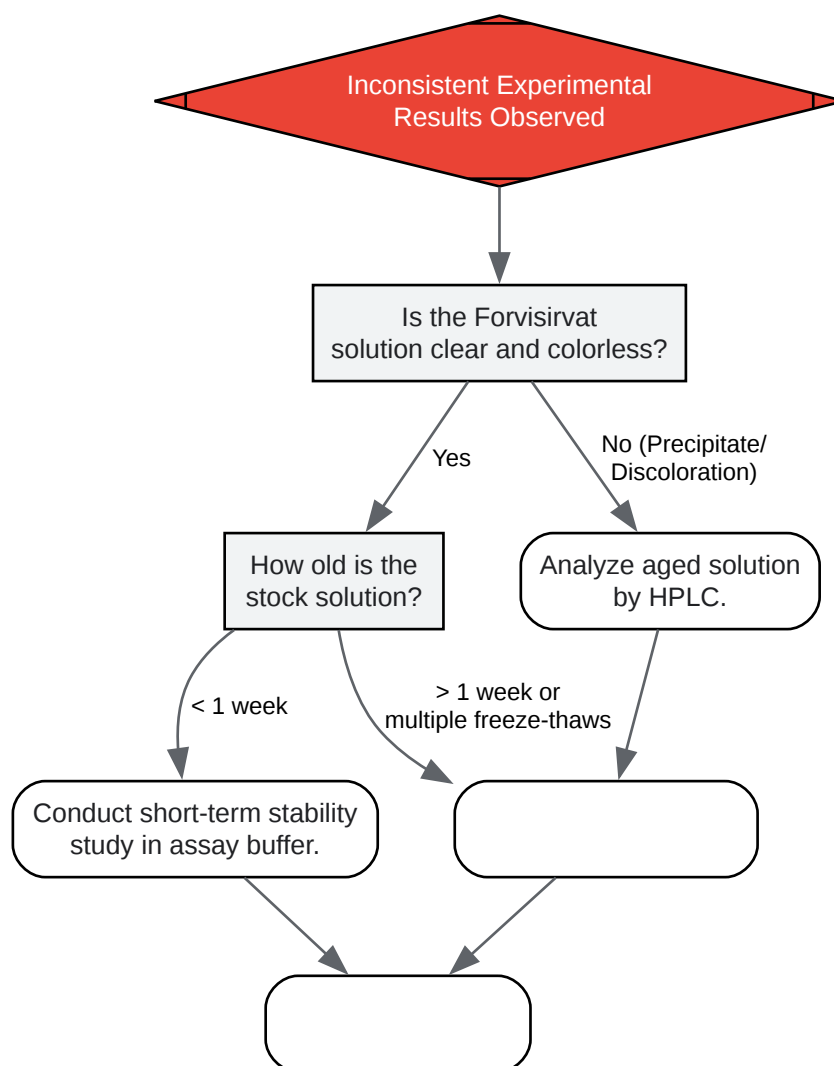 Inconsistent Experimental
Results Observed
Is the Forvisirvat
solution clear and colorless?
No (Precipitate/
Discoloration)
Yes
How old is the
stock solution?
Analyze aged solution
by HPLC.
< 1 week
> 1 week or
multiple freeze-thaws
Conduct short-term stability
study in assay buffer.